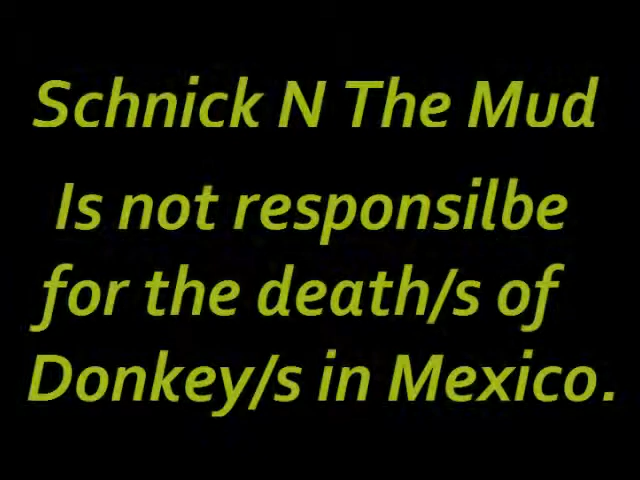 Schnick N The Mud
Is not responsilbe
for the death/s of
Donkey/s in Mexico.